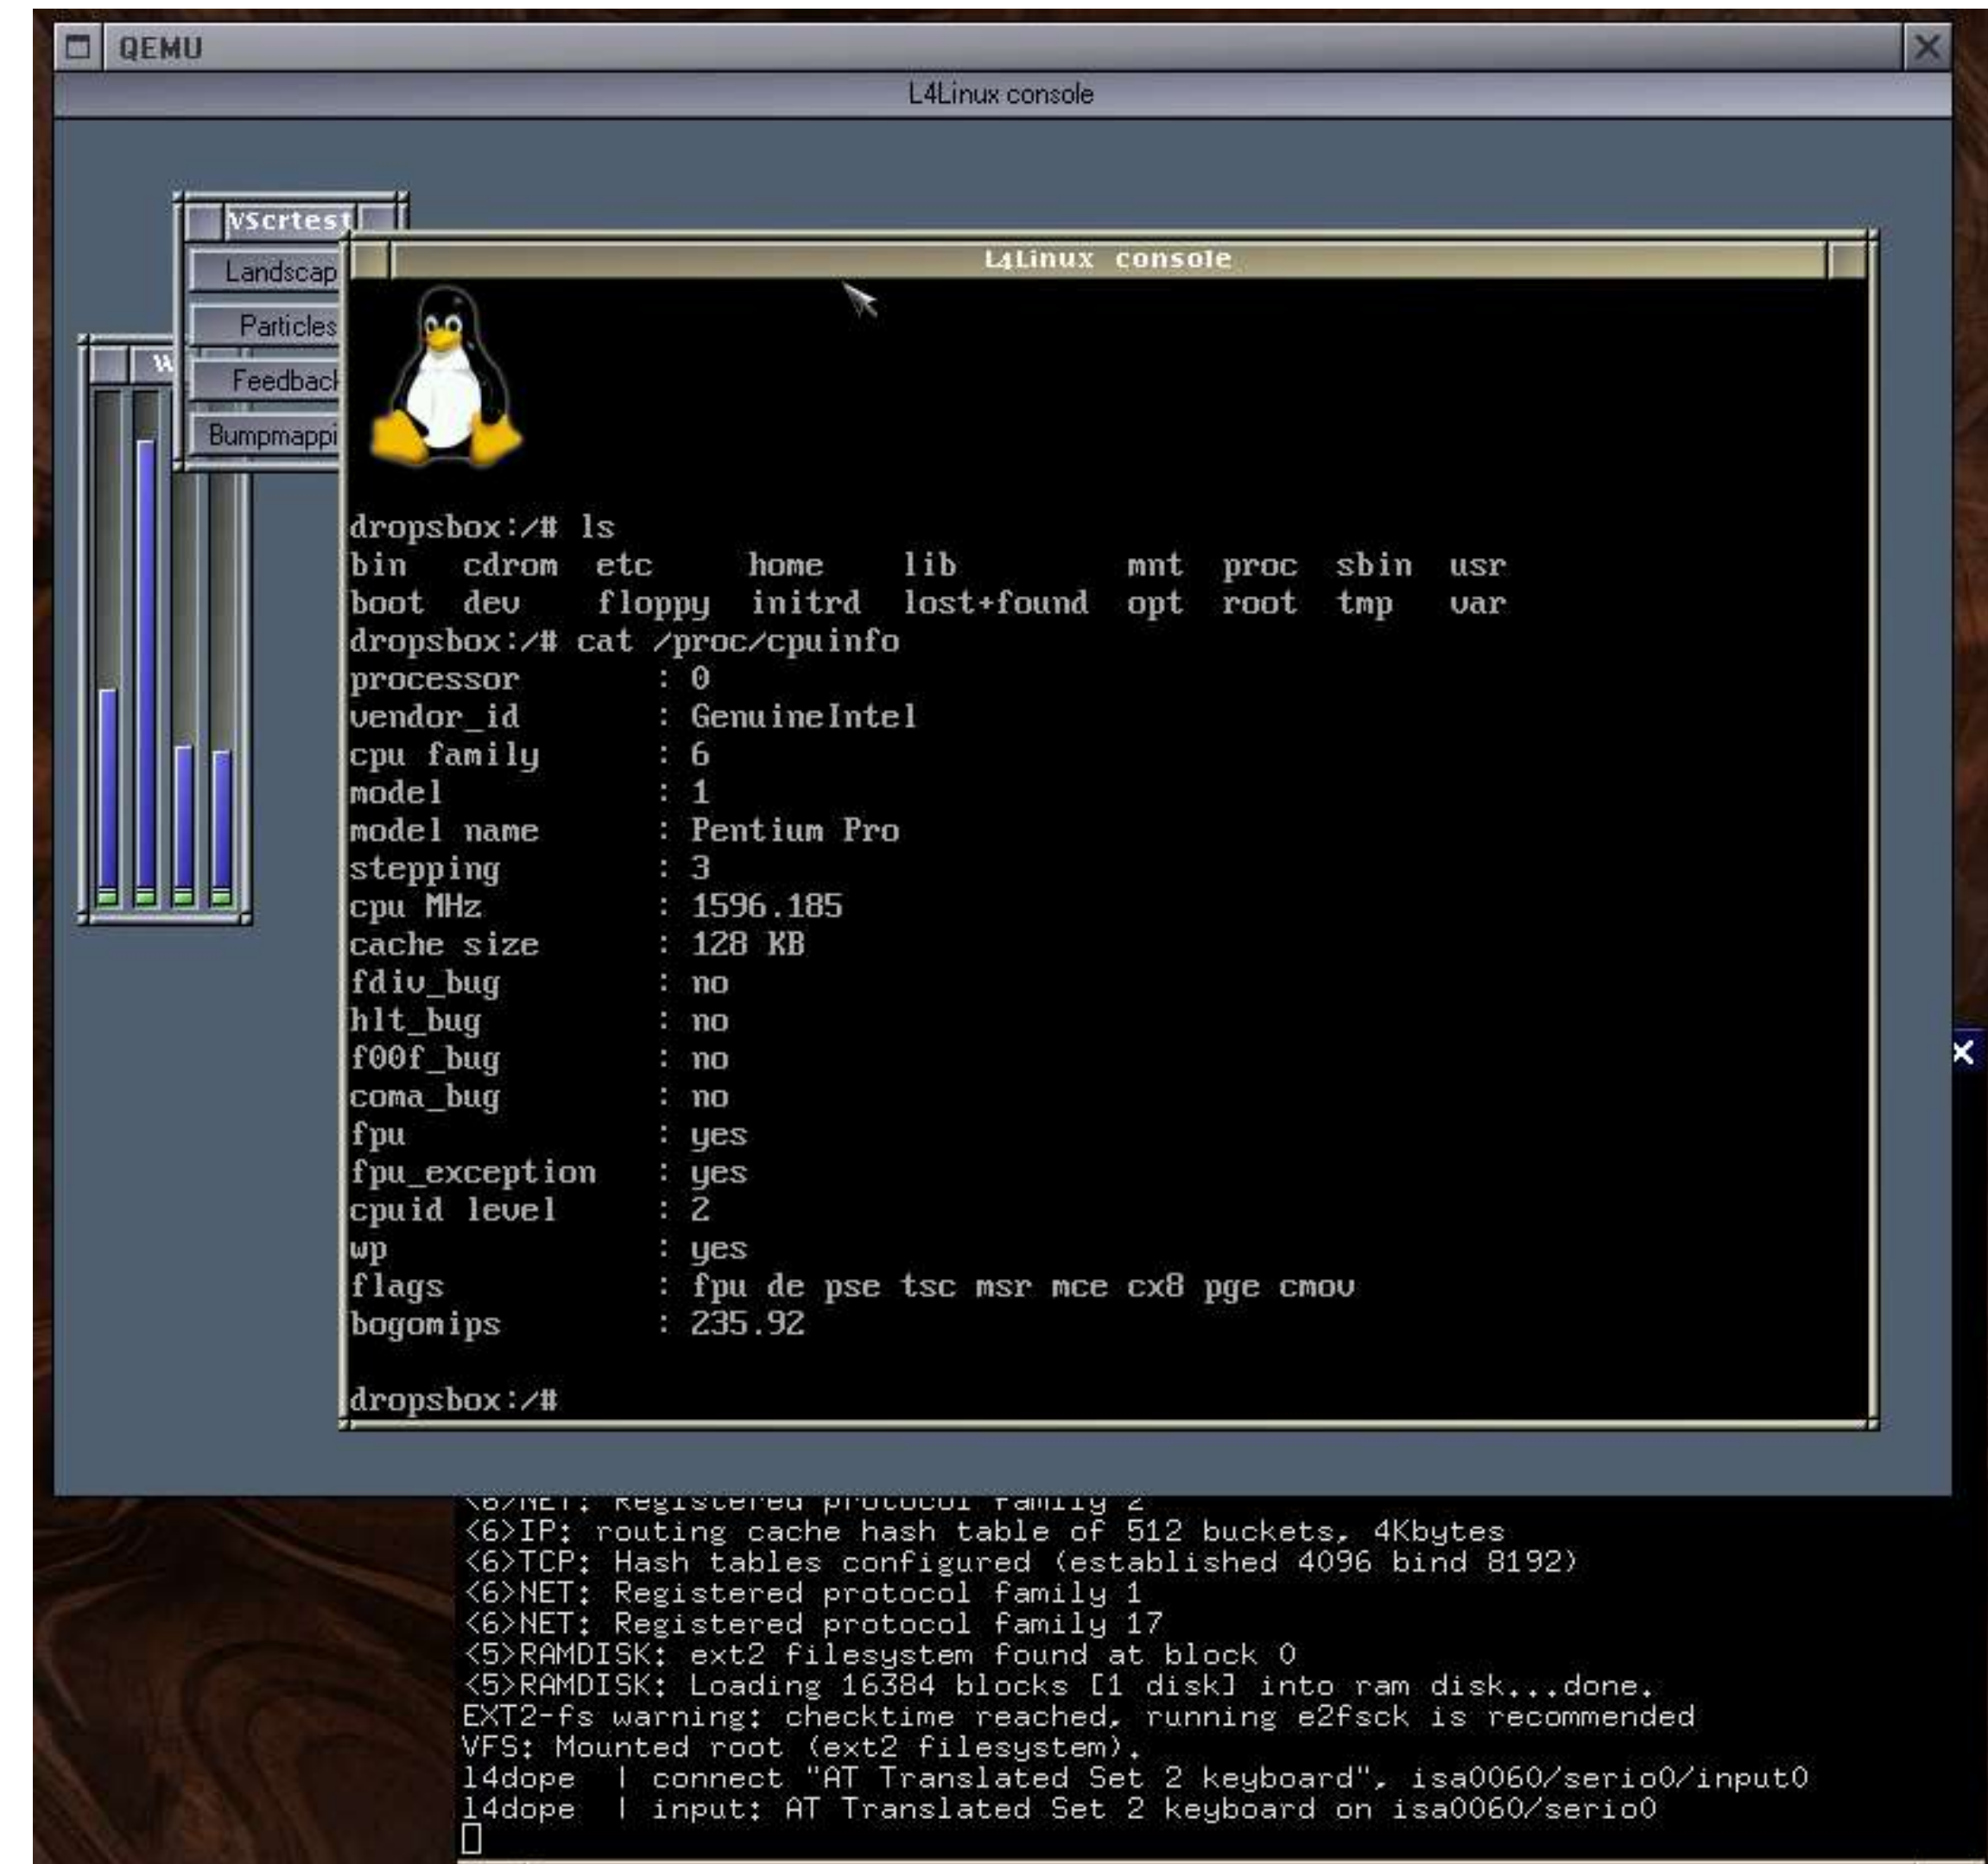 QEMU
L4Linux console
VScrtest
Landscap
Particles
Feedback
Bumpmappi
L4Linux console
dropsbox:/# ls
bin cdrom etc home lib mnt proc sbin usr
boot dev floppy initrd lost+found opt root tmp var
dropsbox:/# cat /proc/cpuinfo
processor : 0
vendor_id : GenuineIntel
cpu family : 6
model : 1
model name : Pentium Pro
stepping : 3
cpu MHz : 1596.185
cache size : 128 KB
fdiv_bug : no
hlt_bug : no
f00f_bug : no
coma_bug : no
fpu : yes
fpu_exception : yes
cpuid level : 2
wp : yes
flags : fpu de pse tsc msr mce cx8 pge cmov
bogomips : 235.92
dropsbox:/#
<6>NET: Registered protocol family 2
<6>IP: routing cache hash table of 512 buckets, 4Kbytes
<6>TCP: Hash tables configured (established 4096 bind 8192)
<6>NET: Registered protocol family 1
<6>NET: Registered protocol family 17
<5>RAMDISK: ext2 filesystem found at block 0
<5>RAMDISK: Loading 16384 blocks [1 disk] into ram disk...done.
EXT2-fs warning: checktime reached, running e2fsck is recommended
VFS: Mounted root (ext2 filesystem).
l4dope | connect "AT Translated Set 2 keyboard", isa0060/serio0/input0
l4dope | input: AT Translated Set 2 keyboard on isa0060/serio0